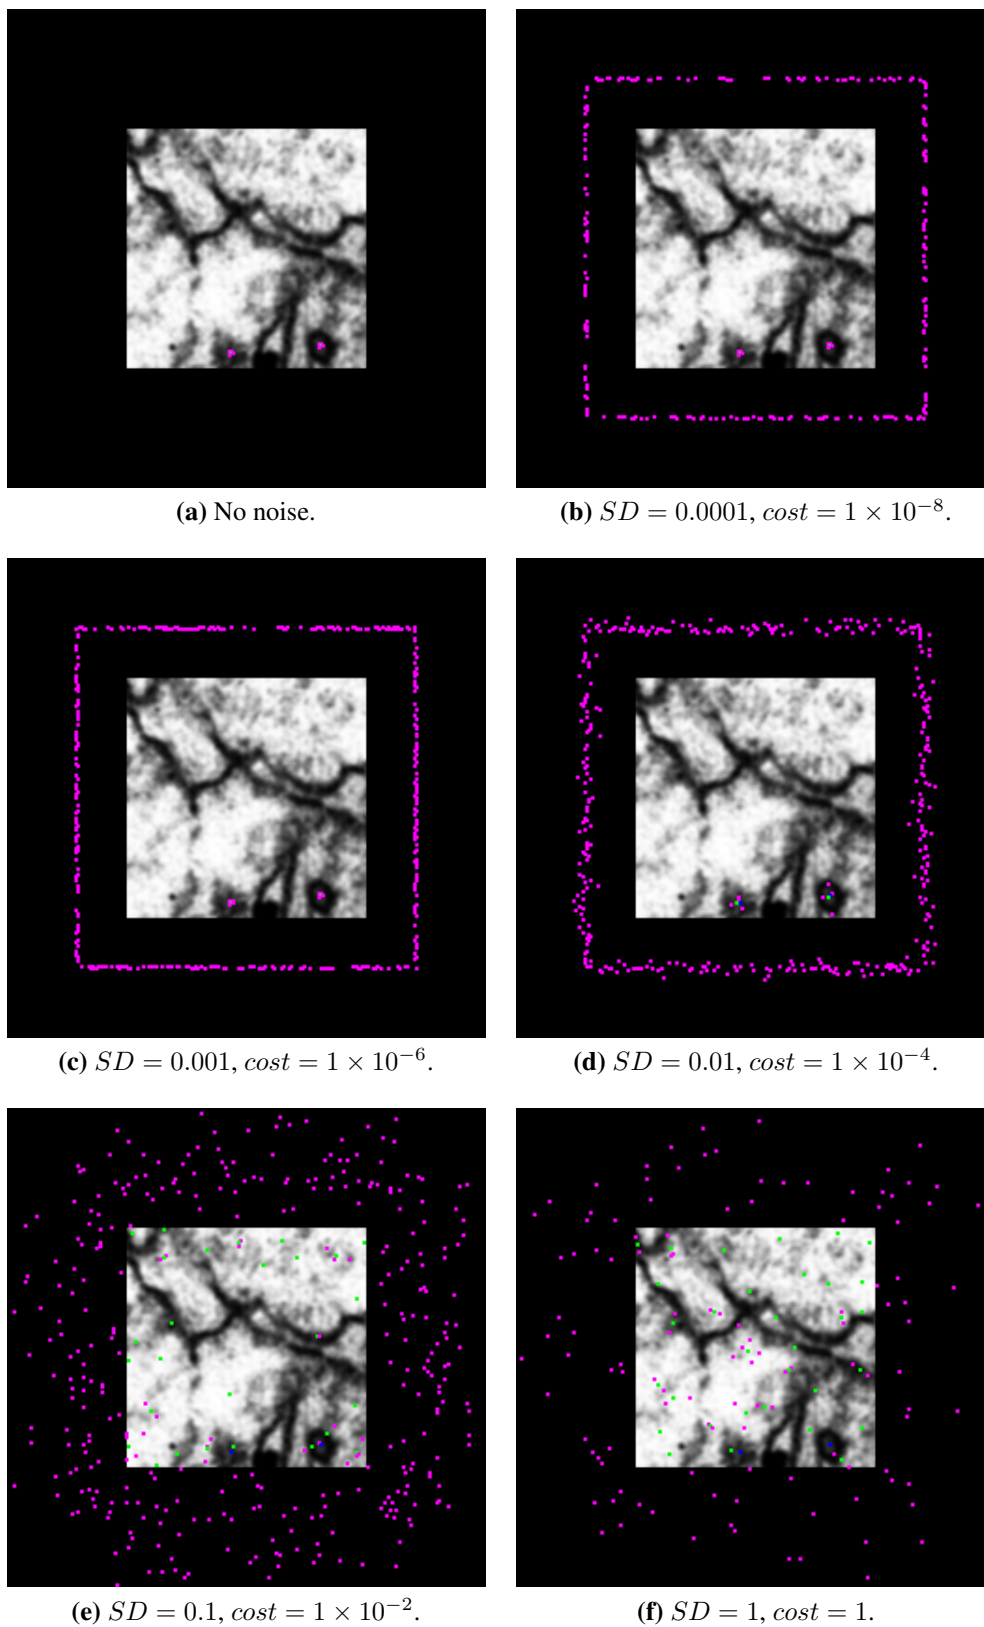 (a) No noise.
(b) SD = 0.0001, cost = 1 × 10⁻⁸.
(c) SD = 0.001, cost = 1 × 10⁻⁶.
(d) SD = 0.01, cost = 1 × 10⁻⁴.
(e) SD = 0.1, cost = 1 × 10⁻².
(f) SD = 1, cost = 1.